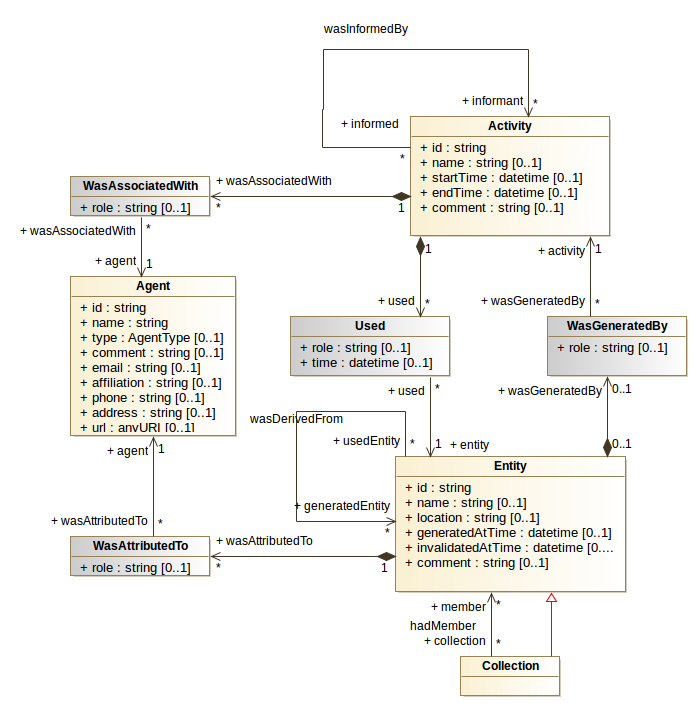 wasInformedBy
+ informant
*
+ informed
*
Activity
+ id : string
+ name : string [0..1]
+ startTime : datetime [0..1]
+ endTime : datetime [0..1]
+ comment : string [0..1]
WasAssociatedWith
+ role : string [0..1]
+ wasAssociatedWith
*
1
+ wasAssociatedWith
*
+ agent
1
1
+ used
*
+ activity
1
+ wasGeneratedBy
*
Agent
+ id : string
+ name : string
+ type : AgentType [0..1]
+ comment : string [0..1]
+ email : string [0..1]
+ affiliation : string [0..1]
+ phone : string [0..1]
+ address : string [0..1]
+ url : anyURI [0..1]
Used
+ role : string [0..1]
+ time : datetime [0..1]
WasGeneratedBy
+ role : string [0..1]
+ used
*
+ wasGeneratedBy
0..1
wasDerivedFrom
+ usedEntity
*
1
+ entity
0..1
+ agent
1
Entity
+ id : string
+ name : string [0..1]
+ location : string [0..1]
+ generatedAtTime : datetime [0..1]
+ invalidatedAtTime : datetime [0....
+ comment : string [0..1]
+ generatedEntity
*
+ wasAttributedTo
*
WasAttributedTo
+ role : string [0..1]
+ wasAttributedTo
*
1
+ member
*
hadMember
+ collection
*
Collection